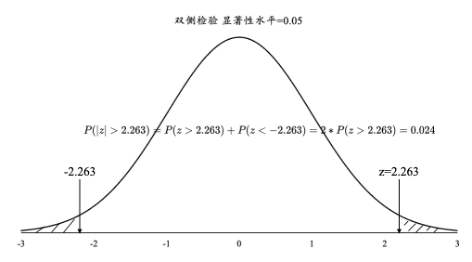 双侧检验 显著性水平=0.05
P(|z| > 2.263) = P(z > 2.263) + P(z < −2.263) = 2 ∗ P(z > 2.263) = 0.024
-2.263 z=2.263
-3 -2 -1 0 1 2 3